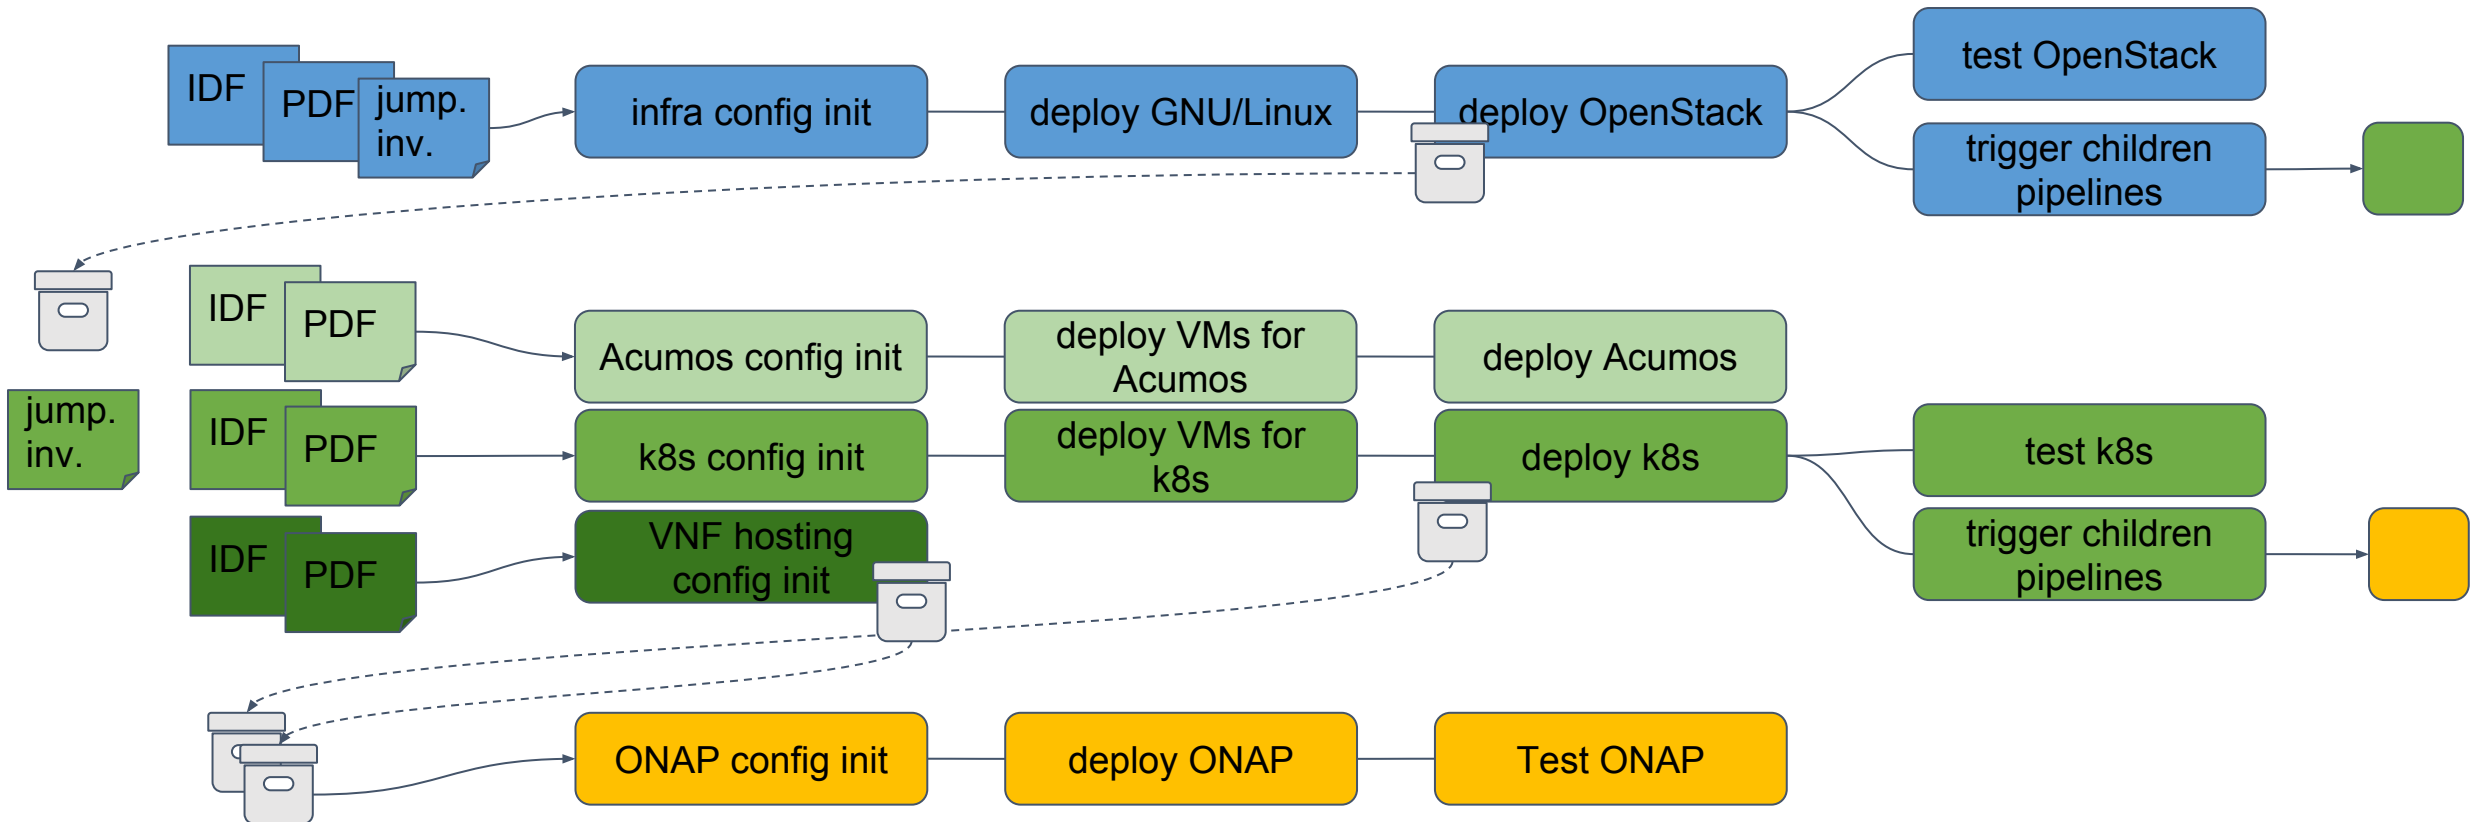 IDF
PDF
jump.
inv.
infra config init
deploy GNU/Linux
deploy OpenStack
test OpenStack
trigger children
pipelines
IDF
PDF
Acumos config init
deploy VMs for
Acumos
deploy Acumos
jump.
inv.
IDF
PDF
k8s config init
deploy VMs for
k8s
deploy k8s
test k8s
trigger children
pipelines
IDF
PDF
VNF hosting
config init
ONAP config init
deploy ONAP
Test ONAP